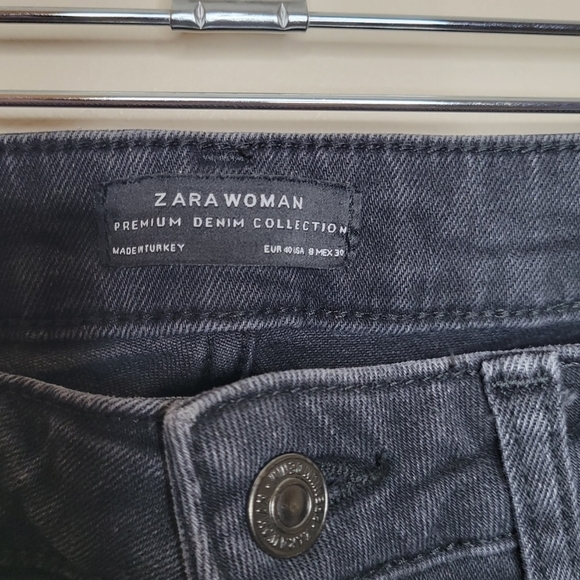 ZARA WOMAN
PREMIUM DENIM COLLECTION
MADE IN TURKEY EUR 40 USA 8 MEX 30